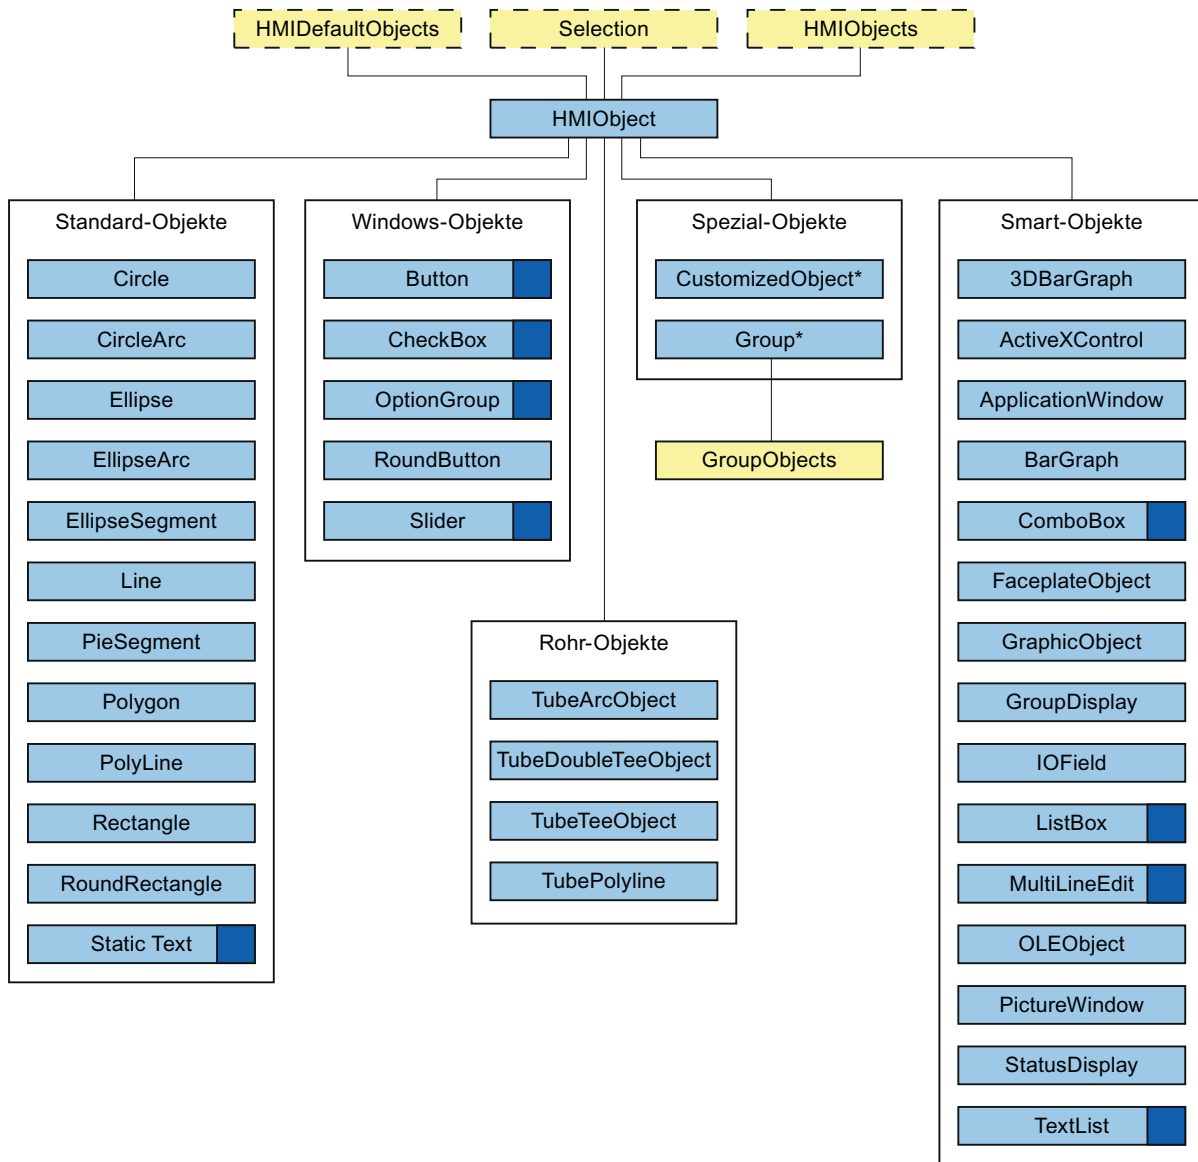 HMIDefaultObjects
Selection
HMIObjects
HMIObject
Standard-Objekte
Circle
CircleArc
Ellipse
EllipseArc
EllipseSegment
Line
PieSegment
Polygon
PolyLine
Rectangle
RoundRectangle
Static Text
Windows-Objekte
Button
CheckBox
OptionGroup
RoundButton
Slider
Rohr-Objekte
TubeArcObject
TubeDoubleTeeObject
TubeTeeObject
TubePolyline
Spezial-Objekte
CustomizedObject*
Group*
GroupObjects
Smart-Objekte
3DBarGraph
ActiveXControl
ApplicationWindow
BarGraph
ComboBox
FaceplateObject
GraphicObject
GroupDisplay
IOField
ListBox
MultiLineEdit
OLEObject
PictureWindow
StatusDisplay
TextList